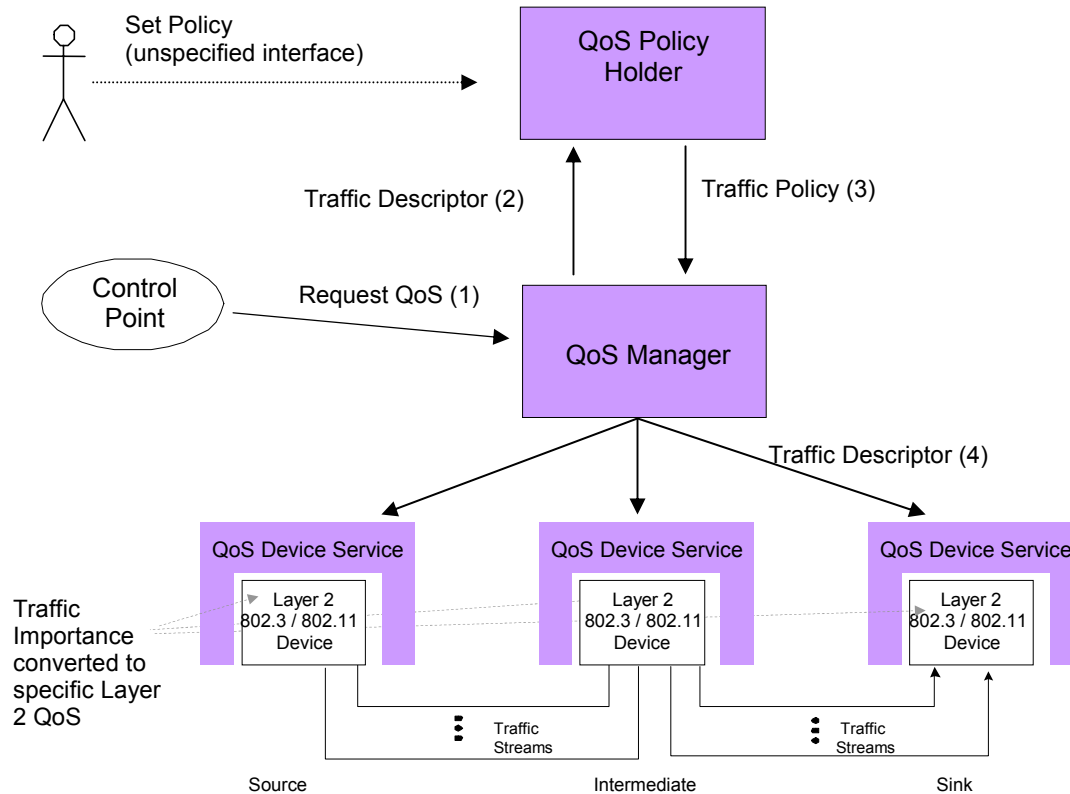 Set Policy
(unspecified interface)
QoS Policy
Holder
Traffic Descriptor (2)
Traffic Policy (3)
Control
Point
Request QoS (1)
QoS Manager
Traffic Descriptor (4)
QoS Device Service
QoS Device Service
QoS Device Service
Layer 2
802.3 / 802.11
Device
Layer 2
802.3 / 802.11
Device
Layer 2
802.3 / 802.11
Device
Traffic
Importance
converted to
specific Layer
2 QoS
Traffic
Streams
Traffic
Streams
Source
Intermediate
Sink